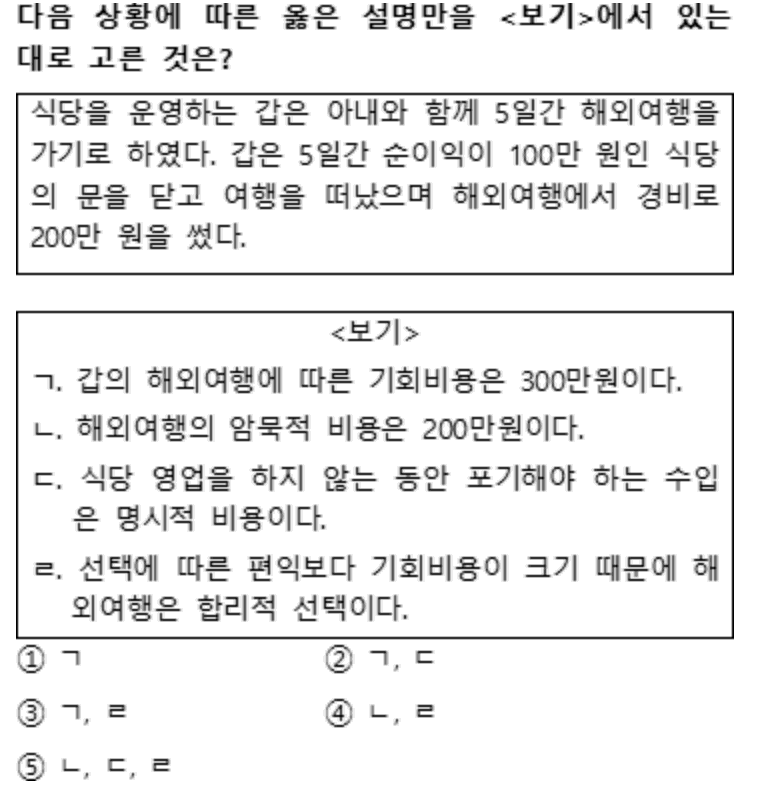 다음 상황에 따른 옳은 설명만을 <보기>에서 있는
대로 고른 것은?
식당을 운영하는 갑은 아내와 함께 5일간 해외여행을
가기로 하였다. 갑은 5일간 순이익이 100만 원인 식당
의 문을 닫고 여행을 떠났으며 해외여행에서 경비로
200만 원을 썼다.
<보기>
ㄱ. 갑의 해외여행에 따른 기회비용은 300만원이다.
ㄴ. 해외여행의 암묵적 비용은 200만원이다.
ㄷ. 식당 영업을 하지 않는 동안 포기해야 하는 수입
은 명시적 비용이다.
ㄹ. 선택에 따른 편익보다 기회비용이 크기 때문에 해
외여행은 합리적 선택이다.
① ㄱ ② ㄱ, ㄷ
③ ㄱ, ㄹ ④ ㄴ, ㄹ
⑤ ㄴ, ㄷ, ㄹ